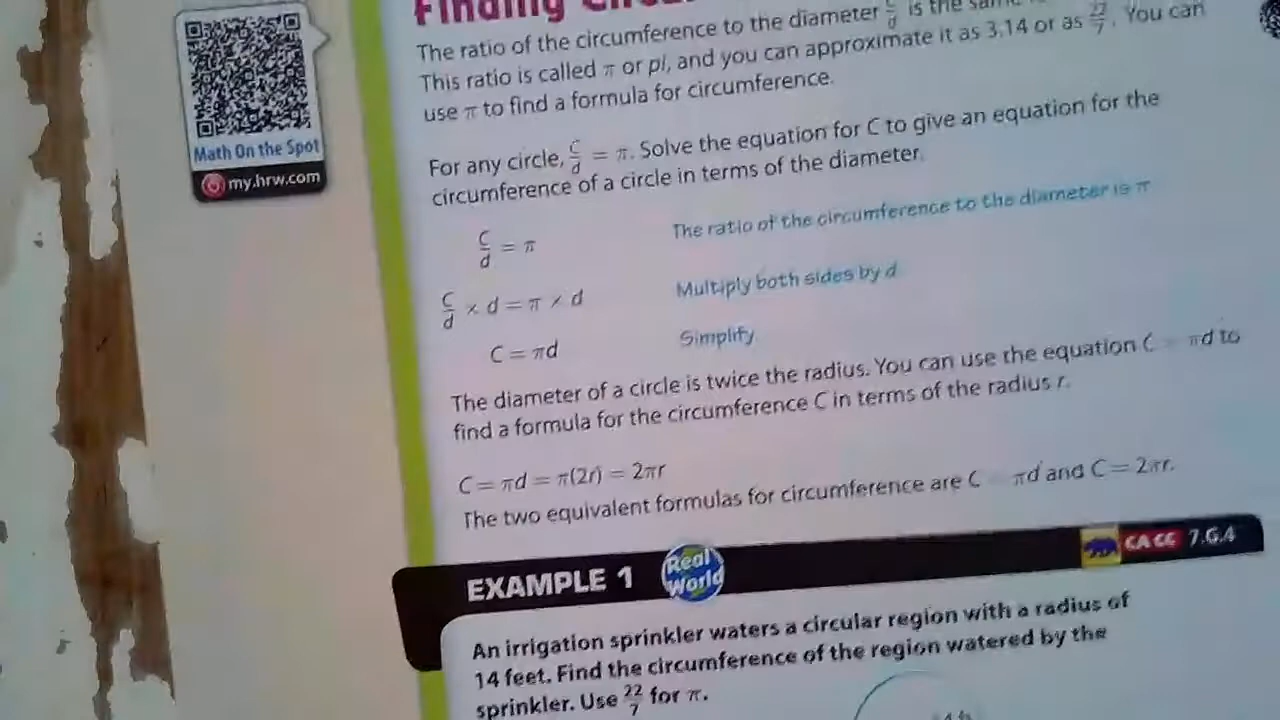 Finding
The ratio of the circumference to the diameter C/d is the same
This ratio is called π or pi, and you can approximate it as 3.14 or as 22/7. You can
use π to find a formula for circumference.
For any circle, C/d = π. Solve the equation for C to give an equation for the
circumference of a circle in terms of the diameter.
C/d = π The ratio of the circumference to the diameter is π
C/d × d = π × d Multiply both sides by d
C = πd Simplify
The diameter of a circle is twice the radius. You can use the equation C = πd to
find a formula for the circumference C in terms of the radius r.
C = πd = π(2r) = 2πr
The two equivalent formulas for circumference are C = πd and C = 2πr.
Math On the Spot
my.hrw.com
EXAMPLE 1 Real World CA CC 7.G.4
An irrigation sprinkler waters a circular region with a radius of
14 feet. Find the circumference of the region watered by the
sprinkler. Use 22/7 for π.